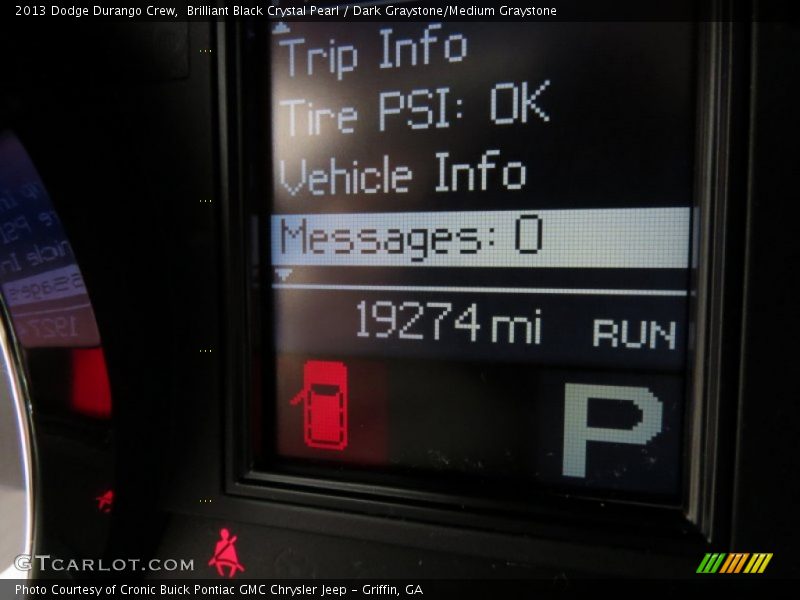 2013 Dodge Durango Crew,  Brilliant Black Crystal Pearl / Dark Graystone/Medium Graystone
Trip Info
Tire PSI: OK
Vehicle Info
Messages: 0
19274 mi RUN
P
GTCARLOT.COM
Photo Courtesy of Cronic Buick Pontiac GMC Chrysler Jeep - Griffin, GA